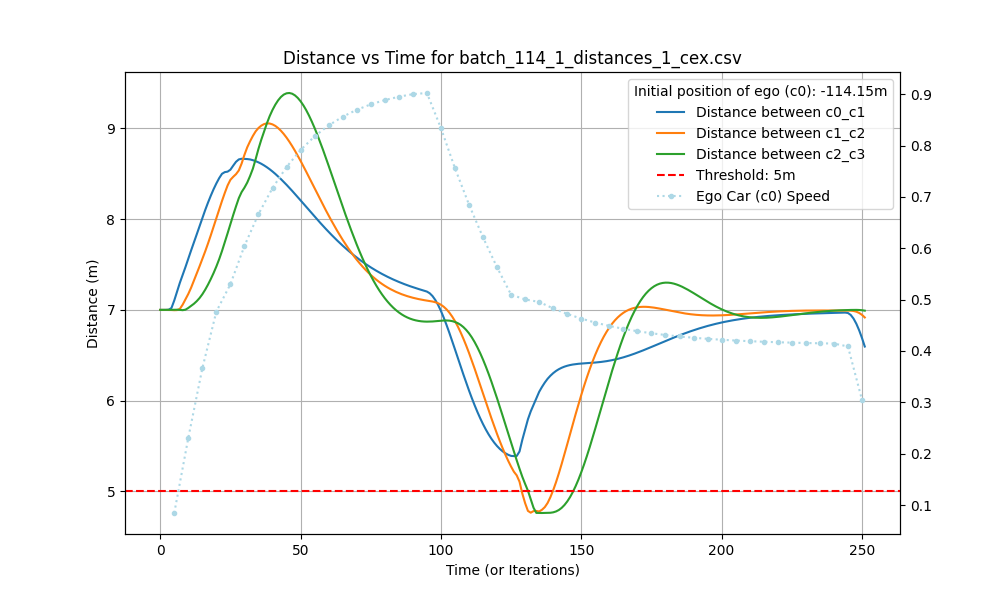 Distance vs Time for batch_114_1_distances_1_cex.csv
Initial position of ego (c0): -114.15m
Distance between c0_c1
Distance between c1_c2
Distance between c2_c3
Threshold: 5m
Ego Car (c0) Speed
Distance (m)
9
8
7
6
5
0.9
0.8
0.7
0.6
0.5
0.4
0.3
0.2
0.1
0 50 100 150 200 250
Time (or Iterations)